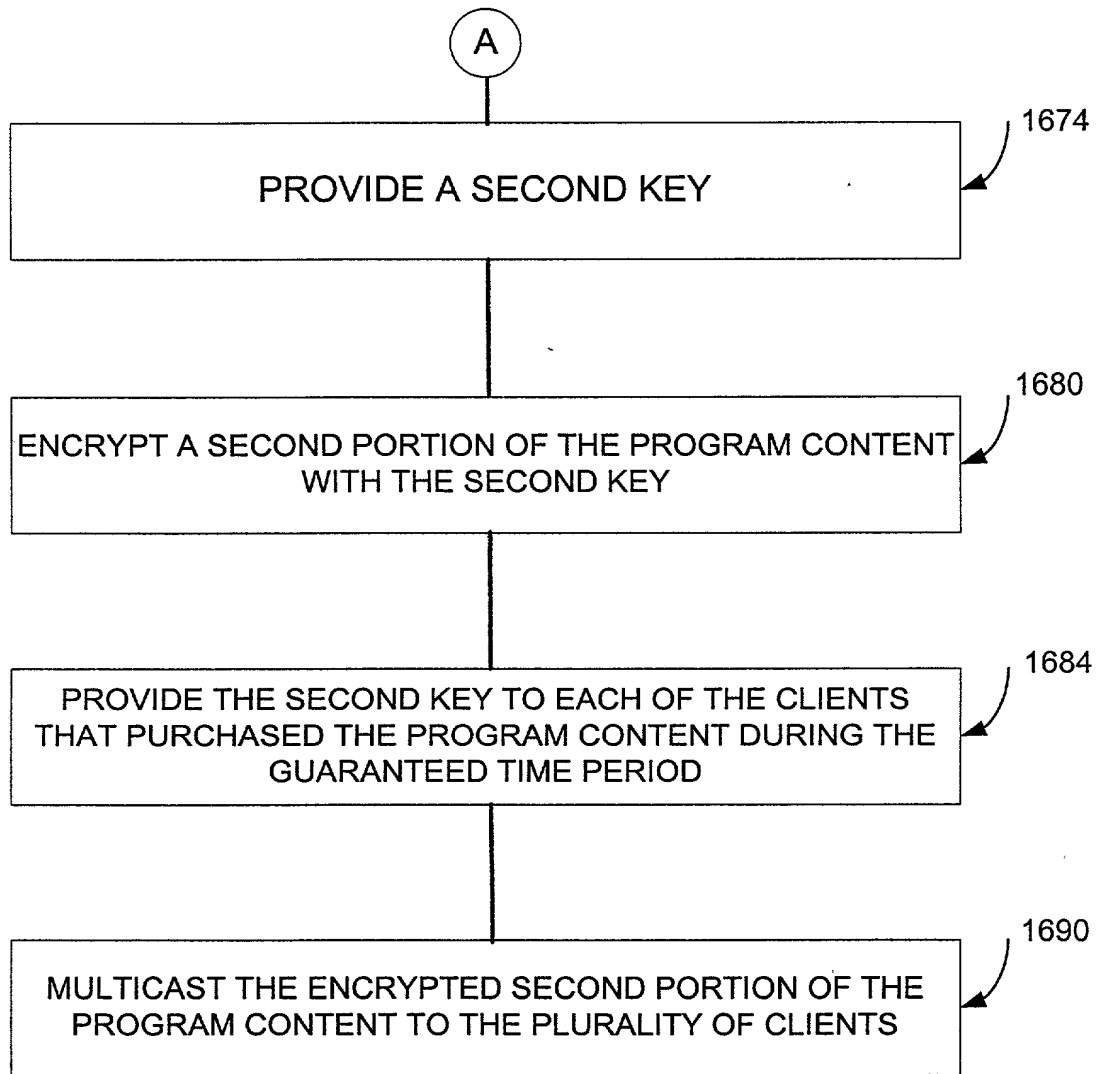 A
1674
PROVIDE A SECOND KEY
1680
ENCRYPT A SECOND PORTION OF THE PROGRAM CONTENT
WITH THE SECOND KEY
1684
PROVIDE THE SECOND KEY TO EACH OF THE CLIENTS
THAT PURCHASED THE PROGRAM CONTENT DURING THE
GUARANTEED TIME PERIOD
1690
MULTICAST THE ENCRYPTED SECOND PORTION OF THE
PROGRAM CONTENT TO THE PLURALITY OF CLIENTS